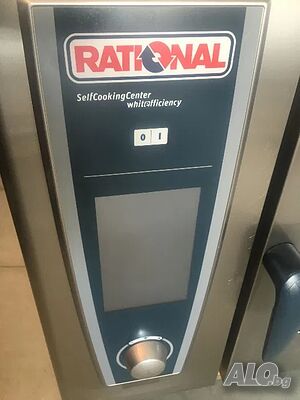 RATIONAL
SelfCookingCenter
whitefficiency
0 I
ALO.bg